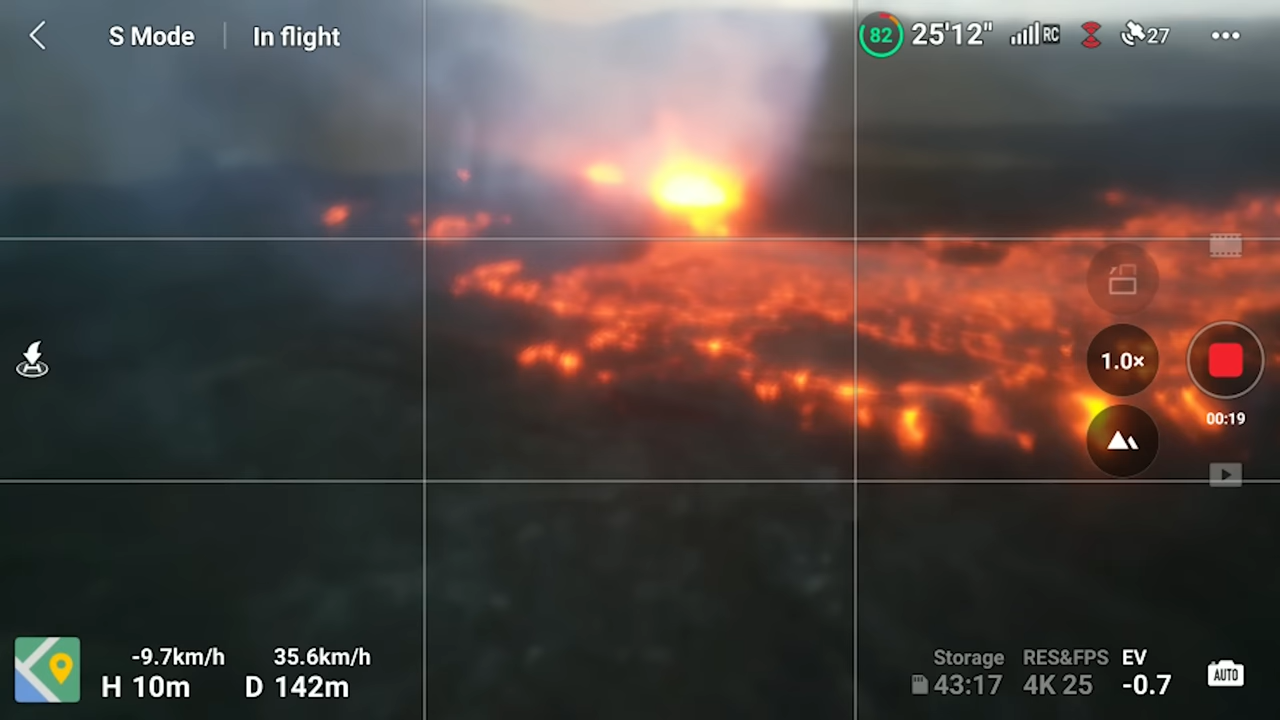 S Mode
In flight
82
25'12"
RC
27
1.0×
00:19
-9.7km/h
35.6km/h
H 10m
D 142m
Storage
43:17
RES&FPS
4K 25
EV
-0.7
AUTO